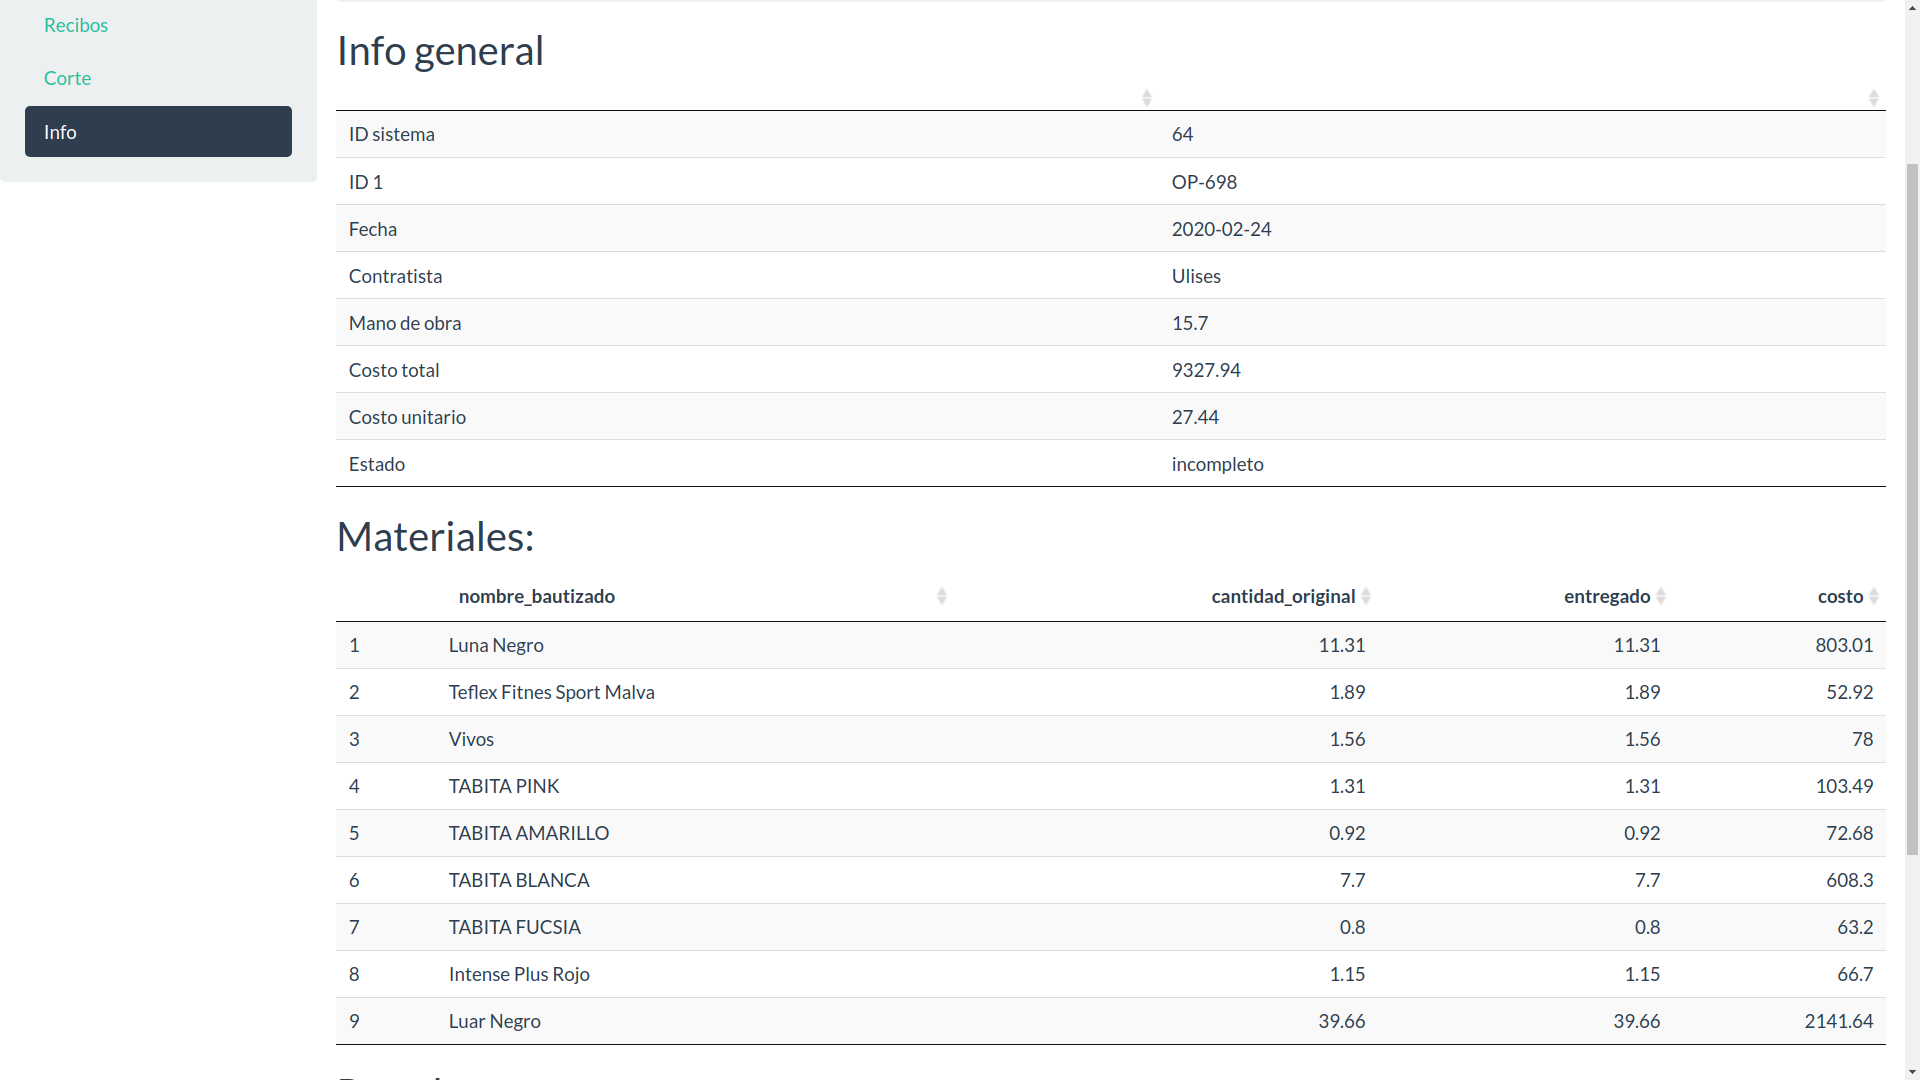 Recibos
Corte
Info
Info general
ID sistema 64
ID 1 OP-698
Fecha 2020-02-24
Contratista Ulises
Mano de obra 15.7
Costo total 9327.94
Costo unitario 27.44
Estado incompleto
Materiales:
nombre_bautizado cantidad_original entregado costo
1 Luna Negro 11.31 11.31 803.01
2 Teflex Fitnes Sport Malva 1.89 1.89 52.92
3 Vivos 1.56 1.56 78
4 TABITA PINK 1.31 1.31 103.49
5 TABITA AMARILLO 0.92 0.92 72.68
6 TABITA BLANCA 7.7 7.7 608.3
7 TABITA FUCSIA 0.8 0.8 63.2
8 Intense Plus Rojo 1.15 1.15 66.7
9 Luar Negro 39.66 39.66 2141.64